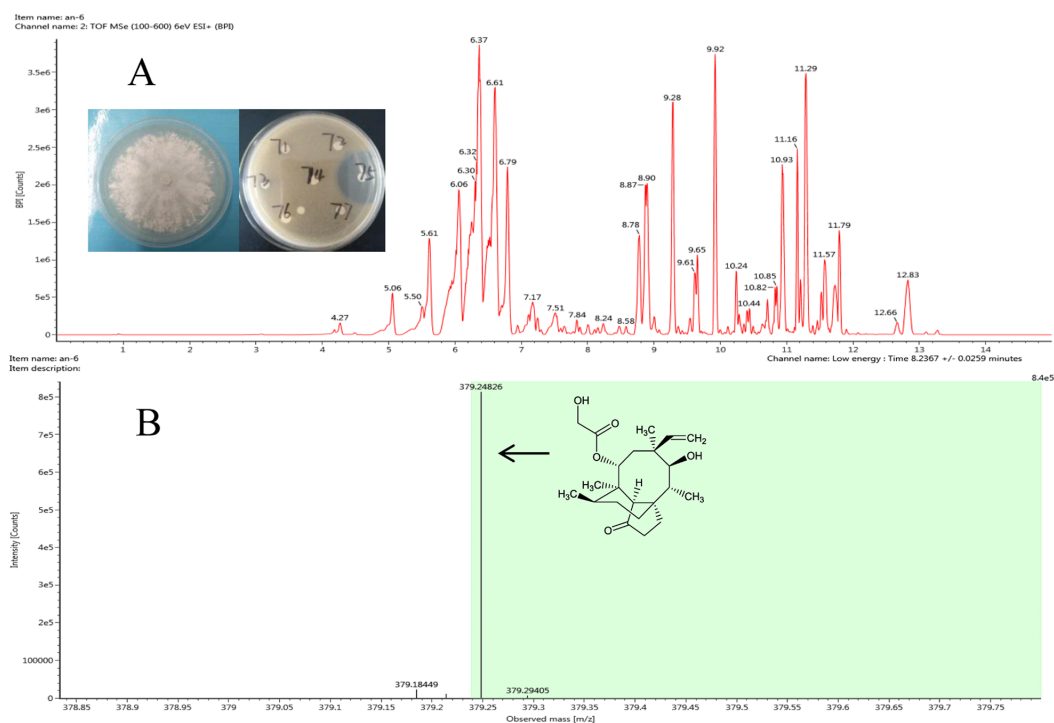 Item name: an-6
Channel name: 2: TOF MSe (100-600) 6eV ESI+ (BPI)
A
BPI [Counts]
3.5e6
3e6
2.5e6
2e6
1.5e6
1e6
5e5
0
71
72
73
74
75
76
77
4.27
5.06
5.50
5.61
6.06
6.30
6.32
6.37
6.61
6.79
7.17
7.51
7.84
8.24
8.58
8.78
8.87
8.90
9.28
9.61
9.65
9.92
10.24
10.44
10.82
10.85
10.93
11.16
11.29
11.57
11.79
12.66
12.83
1 2 3 4 5 6 7 8 9 10 11 12 13 14
Item name: an-6
Channel name: Low energy : Time 8.2367 +/- 0.0259 minutes
Item description:
8.4e5
B
Intensity [Counts]
8e5
7e5
6e5
5e5
4e5
3e5
2e5
100000
0
379.24826
379.18449
379.29405
OH
O
O
H₃C
CH₂
OH
H₃C
H
H₃C
CH₃
O
378.85 378.9 378.95 379 379.05 379.1 379.15 379.2 379.25 379.3 379.35 379.4 379.45 379.5 379.55 379.6 379.65 379.7 379.75
Observed mass [m/z]